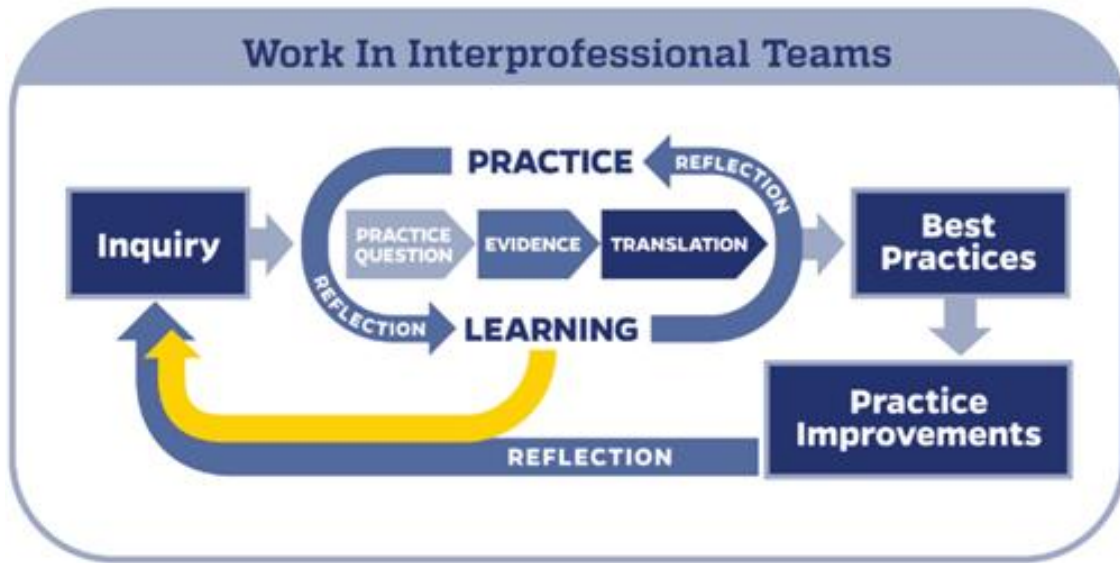 Work In Interprofessional Teams
PRACTICE
REFLECTION
Inquiry
PRACTICE
QUESTION
EVIDENCE
TRANSLATION
Best
Practices
REFLECTION
LEARNING
Practice
Improvements
REFLECTION